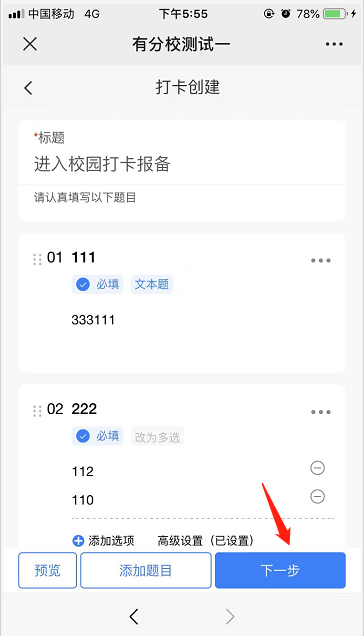 中国移动 4G 下午5:55 78%
有分校测试一
打卡创建
*标题
进入校园打卡报备
请认真填写以下题目
01 111
必填 文本题
333111
02 222
必填 改为多选
112
110
添加选项 高级设置（已设置）
预览 添加题目 下一步